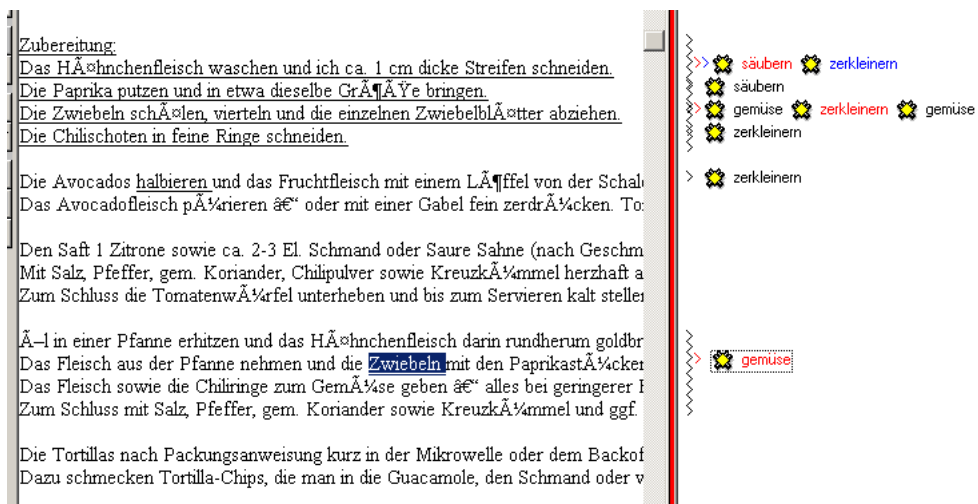 Zubereitung:
Das HÃ¤hnchenfleisch waschen und ich ca. 1 cm dicke Streifen schneiden.
säubern zerkleinern
Die Paprika putzen und in etwa dieselbe GrÃ¶ÃŸe bringen.
säubern
Die Zwiebeln schÃ¤len, vierteln und die einzelnen ZwiebelblÃ¤tter abziehen.
gemüse zerkleinern gemüse
Die Chilischoten in feine Ringe schneiden.
zerkleinern
Die Avocados halbieren und das Fruchtfleisch mit einem LÃ¶ffel von der Schal
zerkleinern
Das Avocadofleisch pÃ¼rieren â€“ oder mit einer Gabel fein zerdrÃ¼cken. To
Den Saft 1 Zitrone sowie ca. 2-3 El. Schmand oder Saure Sahne (nach Geschm
Mit Salz, Pfeffer, gem. Koriander, Chilipulver sowie KreuzkÃ¼mmel herzhaft a
Zum Schluss die TomatenwÃ¼rfel unterheben und bis zum Servieren kalt steller
Ã–l in einer Pfanne erhitzen und das HÃ¤hnchenfleisch darin rundherum goldbr
Das Fleisch aus der Pfanne nehmen und die Zwiebeln mit den PaprikastÃ¼cker
gemüse
Das Fleisch sowie die Chiliringe zum GemÃ¼se geben â€“ alles bei geringerer
Zum Schluss mit Salz, Pfeffer, gem. Koriander sowie KreuzkÃ¼mmel und ggf.
Die Tortillas nach Packungsanweisung kurz in der Mikrowelle oder dem Backof
Dazu schmecken Tortilla-Chips, die man in die Guacamole, den Schmand oder v